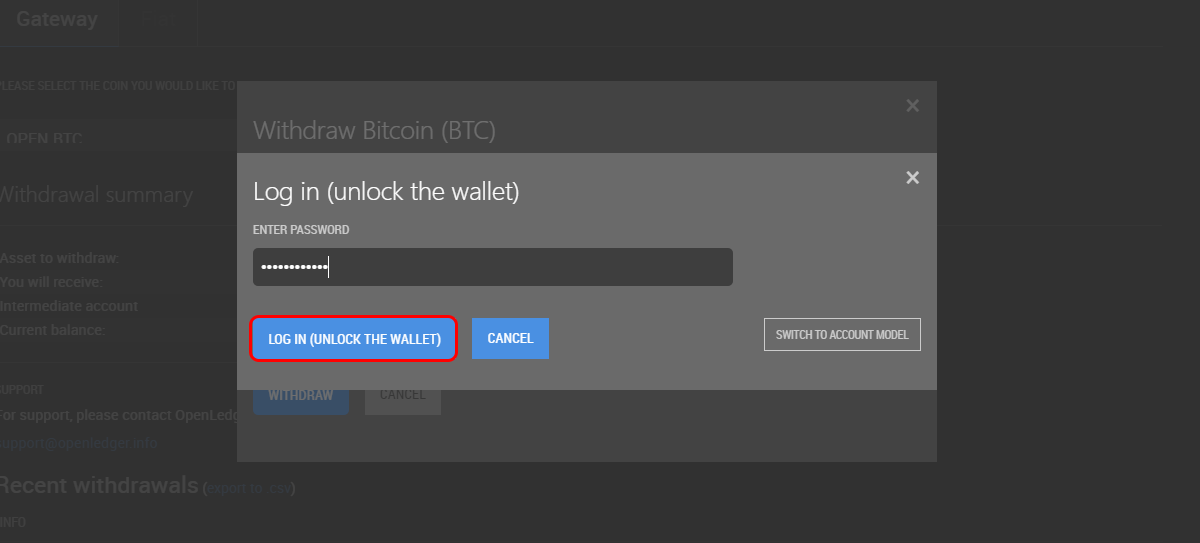 Gateway
PLEASE SELECT THE COIN YOU WOULD LIKE TO
OPEN.BTC
Withdraw Bitcoin (BTC)
Log in (unlock the wallet)
ENTER PASSWORD
••••••••••••
LOG IN (UNLOCK THE WALLET)
CANCEL
SWITCH TO ACCOUNT MODEL
WITHDRAW
CANCEL
Withdrawal summary
Asset to withdraw:
You will receive:
Intermediate account
Current balance:
SUPPORT
For support, please contact OpenLedg
support@openledger.info
Recent withdrawals (EXPORT TO CSV)
INFO